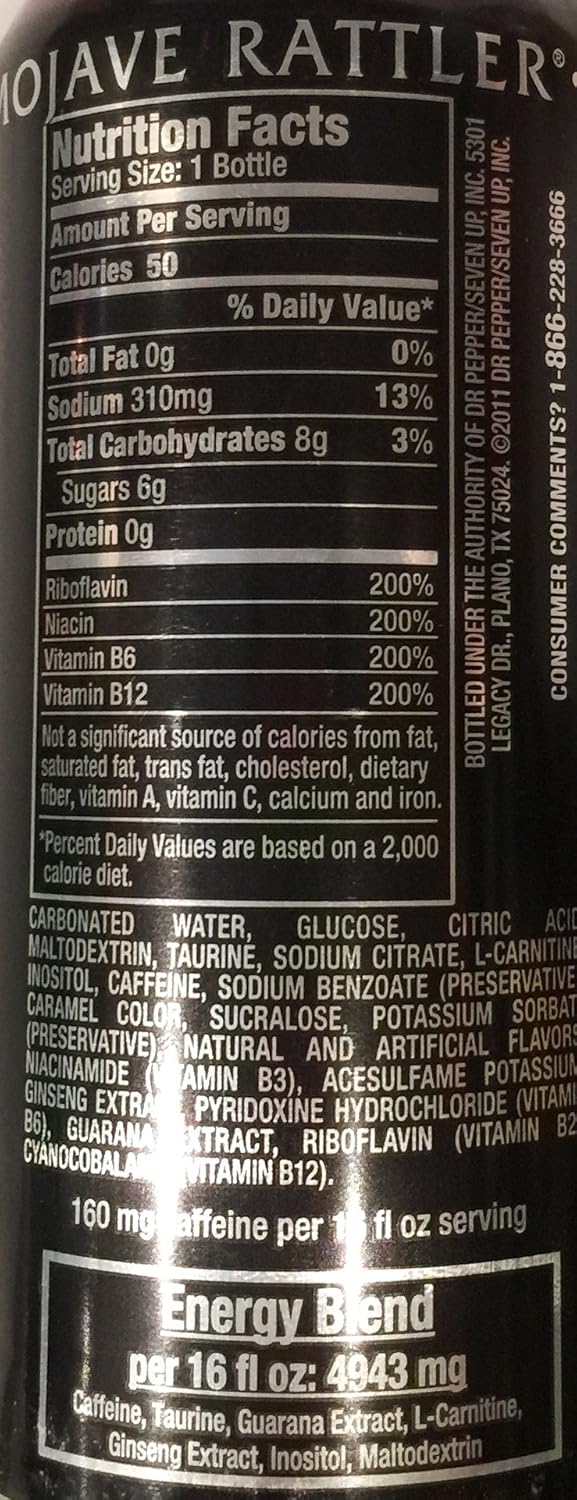 MOJAVE RATTLER®
Nutrition Facts
Serving Size: 1 Bottle
Amount Per Serving
Calories 50
% Daily Value*
Total Fat 0g 0%
Sodium 310mg 13%
Total Carbohydrates 8g 3%
Sugars 6g
Protein 0g
Riboflavin 200%
Niacin 200%
Vitamin B6 200%
Vitamin B12 200%
Not a significant source of calories from fat,
saturated fat, trans fat, cholesterol, dietary
fiber, vitamin A, vitamin C, calcium and iron.
*Percent Daily Values are based on a 2,000
calorie diet.
BOTTLED UNDER THE AUTHORITY OF DR PEPPER/SEVEN UP, INC. 5301
LEGACY DR., PLANO, TX 75024. ©2011 DR PEPPER/SEVEN UP, INC.
CONSUMER COMMENTS? 1-866-228-3666
CARBONATED WATER, GLUCOSE, CITRIC ACI
MALTODEXTRIN, TAURINE, SODIUM CITRATE, L-CARNITINE
INOSITOL, CAFFEINE, SODIUM BENZOATE (PRESERVATIVE
CARAMEL COLOR, SUCRALOSE, POTASSIUM SORBAT
(PRESERVATIVE) NATURAL AND ARTIFICIAL FLAVORS
NIACINAMIDE AMIN B3), ACESULFAME POTASSIUM
GINSENG EXTRA PYRIDOXINE HYDROCHLORIDE (VITAMI
B6), GUARANA XTRACT, RIBOFLAVIN (VITAMIN B2
CYANOCOBALA VITAMIN B12).
160 mg affeine per fl oz serving
Energy Blend
per 16 fl oz: 4943 mg
Caffeine, Taurine, Guarana Extract, L-Carnitine,
Ginseng Extract, Inositol, Maltodextrin